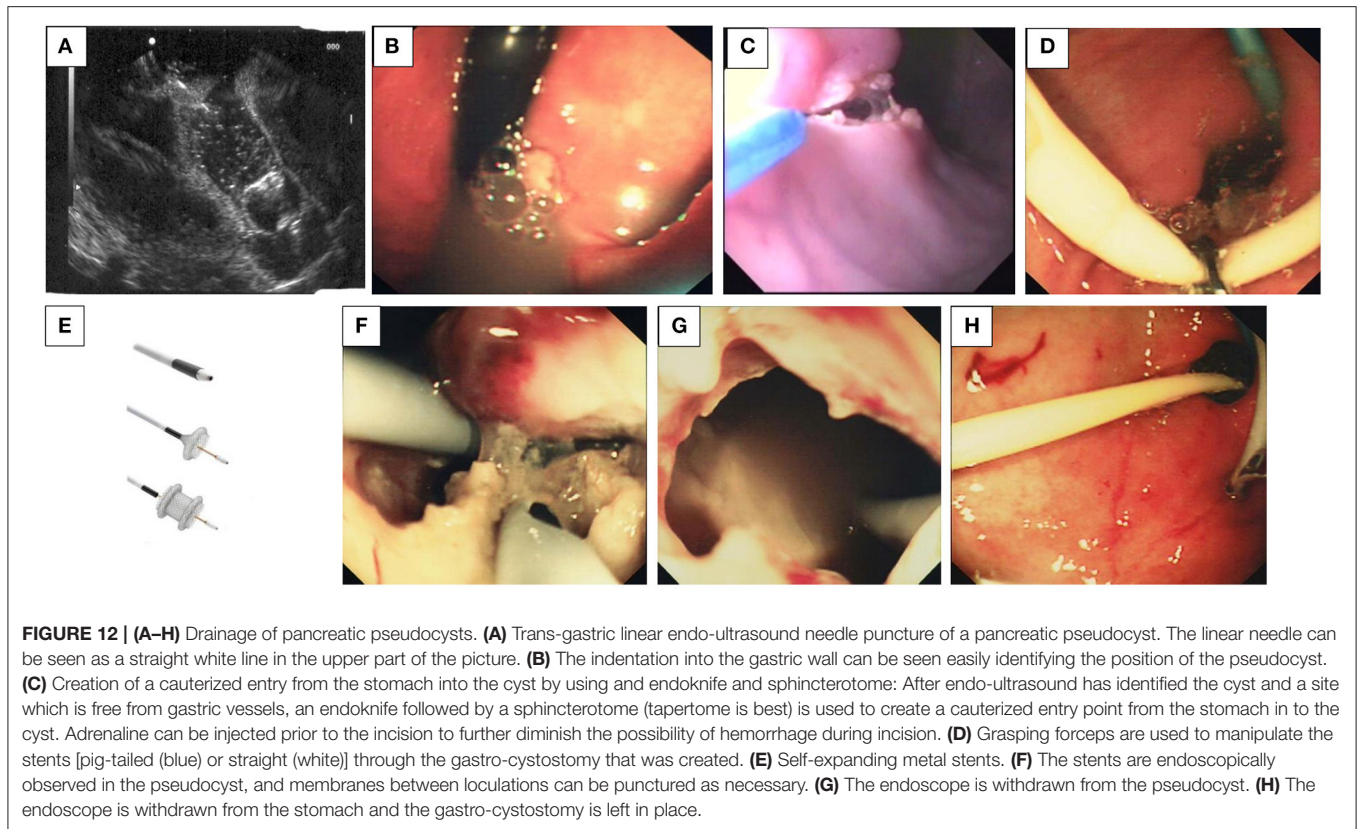 A
B
C
D
E
F
G
H
FIGURE 12 | (A–H) Drainage of pancreatic pseudocysts. (A) Trans-gastric linear endo-ultrasound needle puncture of a pancreatic pseudocyst. The linear needle can
be seen as a straight white line in the upper part of the picture. (B) The indentation into the gastric wall can be seen easily identifying the position of the pseudocyst.
(C) Creation of a cauterized entry from the stomach into the cyst by using and endoknife and sphincterotome: After endo-ultrasound has identified the cyst and a site
which is free from gastric vessels, an endoknife followed by a sphincterotome (tapertome is best) is used to create a cauterized entry point from the stomach in to the
cyst. Adrenaline can be injected prior to the incision to further diminish the possibility of hemorrhage during incision. (D) Grasping forceps are used to manipulate the
stents [pig-tailed (blue) or straight (white)] through the gastro-cystostomy that was created. (E) Self-expanding metal stents. (F) The stents are endoscopically
observed in the pseudocyst, and membranes between loculations can be punctured as necessary. (G) The endoscope is withdrawn from the pseudocyst. (H) The
endoscope is withdrawn from the stomach and the gastro-cystostomy is left in place.